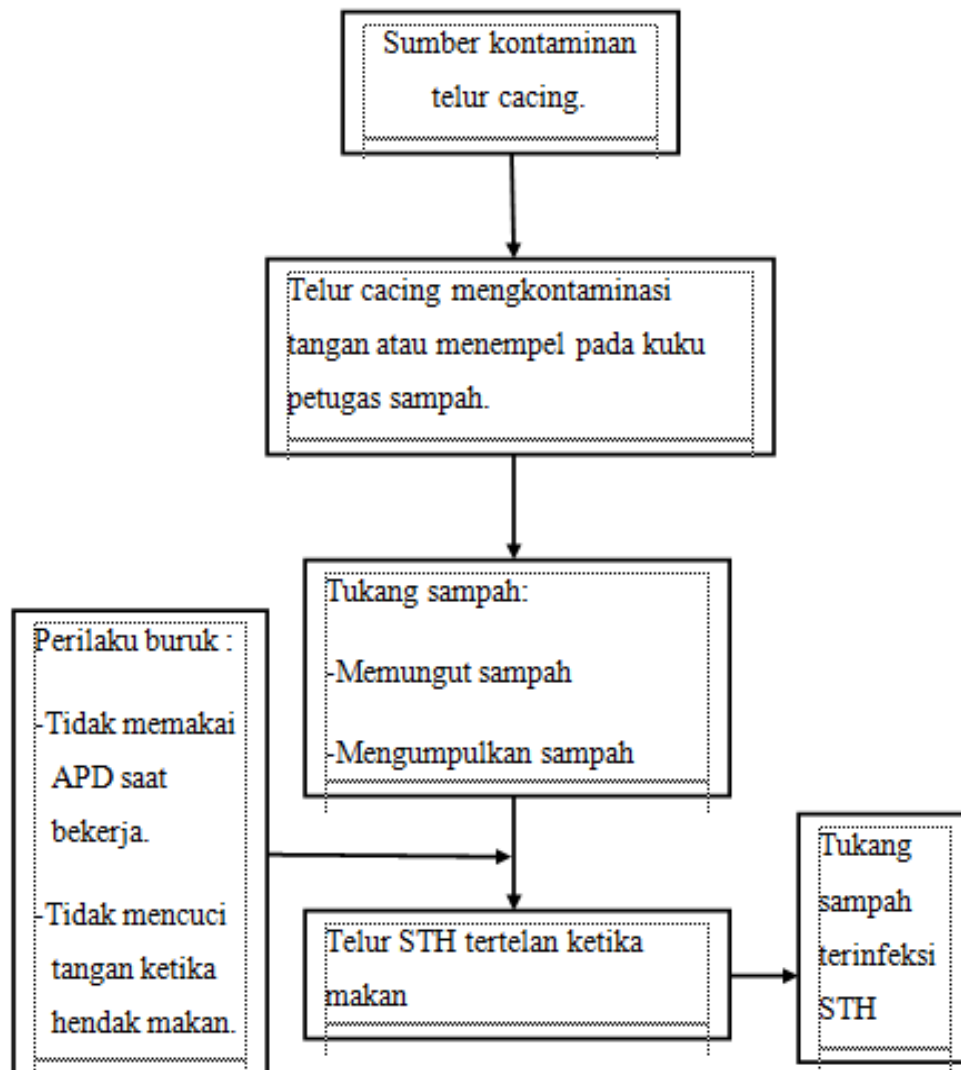 Sumber kontaminan
telur cacing.
Telur cacing mengkontaminasi
tangan atau menempel pada kuku
petugas sampah.
Tukang sampah:
-Memungut sampah
-Mengumpulkan sampah
Perilaku buruk :
-Tidak memakai
APD saat
bekerja.
-Tidak mencuci
tangan ketika
hendak makan.
Telur STH tertelan ketika
makan
Tukang
sampah
terinfeksi
STH